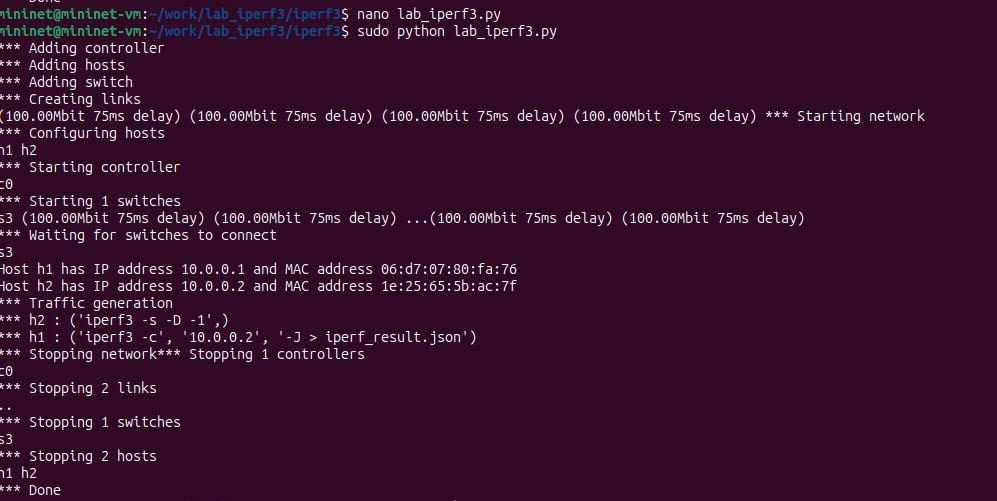 Done
mininet@mininet-vm:~/work/lab_iperf3/iperf3$ nano lab_iperf3.py
mininet@mininet-vm:~/work/lab_iperf3/iperf3$ sudo python lab_iperf3.py
*** Adding controller
*** Adding hosts
*** Adding switch
*** Creating links
(100.00Mbit 75ms delay) (100.00Mbit 75ms delay) (100.00Mbit 75ms delay) (100.00Mbit 75ms delay) *** Starting network
*** Configuring hosts
h1 h2
*** Starting controller
c0
*** Starting 1 switches
s3 (100.00Mbit 75ms delay) (100.00Mbit 75ms delay) ...(100.00Mbit 75ms delay) (100.00Mbit 75ms delay)
*** Waiting for switches to connect
s3
Host h1 has IP address 10.0.0.1 and MAC address 06:d7:07:80:fa:76
Host h2 has IP address 10.0.0.2 and MAC address 1e:25:65:5b:ac:7f
*** Traffic generation
*** h2 : ('iperf3 -s -D -1',)
*** h1 : ('iperf3 -c', '10.0.0.2', '-J > iperf_result.json')
*** Stopping network*** Stopping 1 controllers
c0
*** Stopping 2 links
..
*** Stopping 1 switches
s3
*** Stopping 2 hosts
h1 h2
*** Done